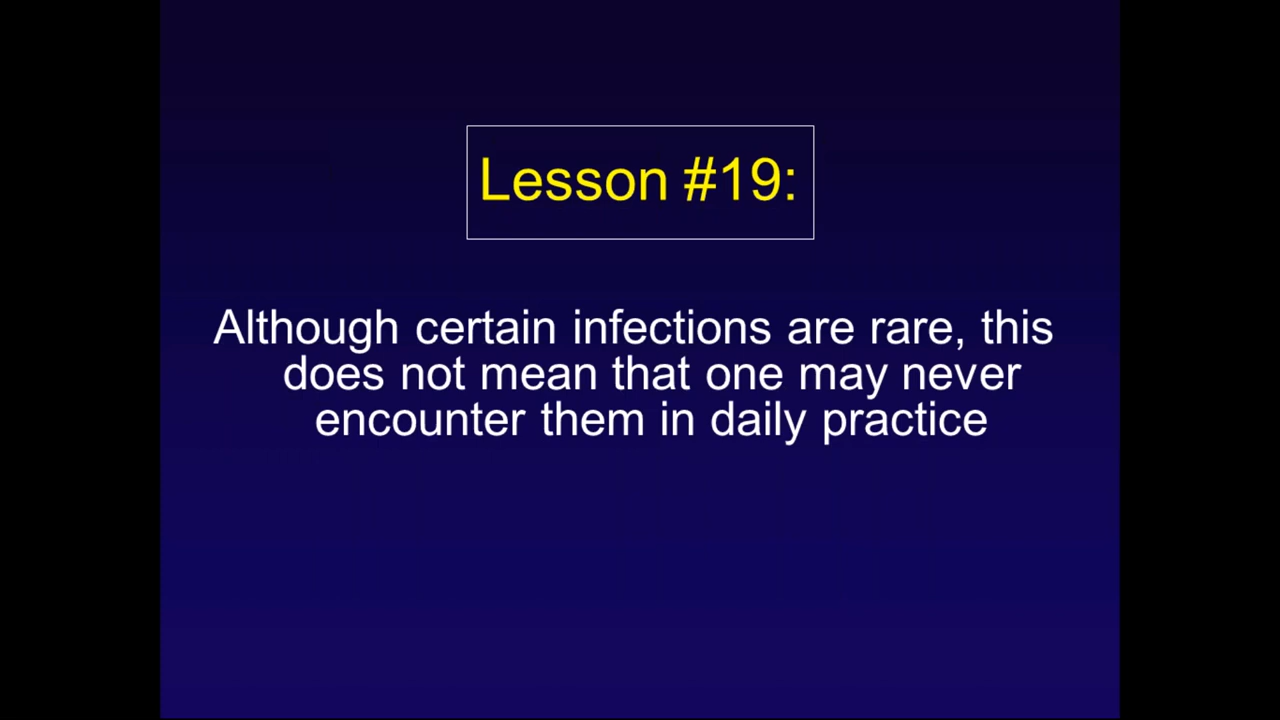 Lesson #19:
Although certain infections are rare, this
does not mean that one may never
encounter them in daily practice